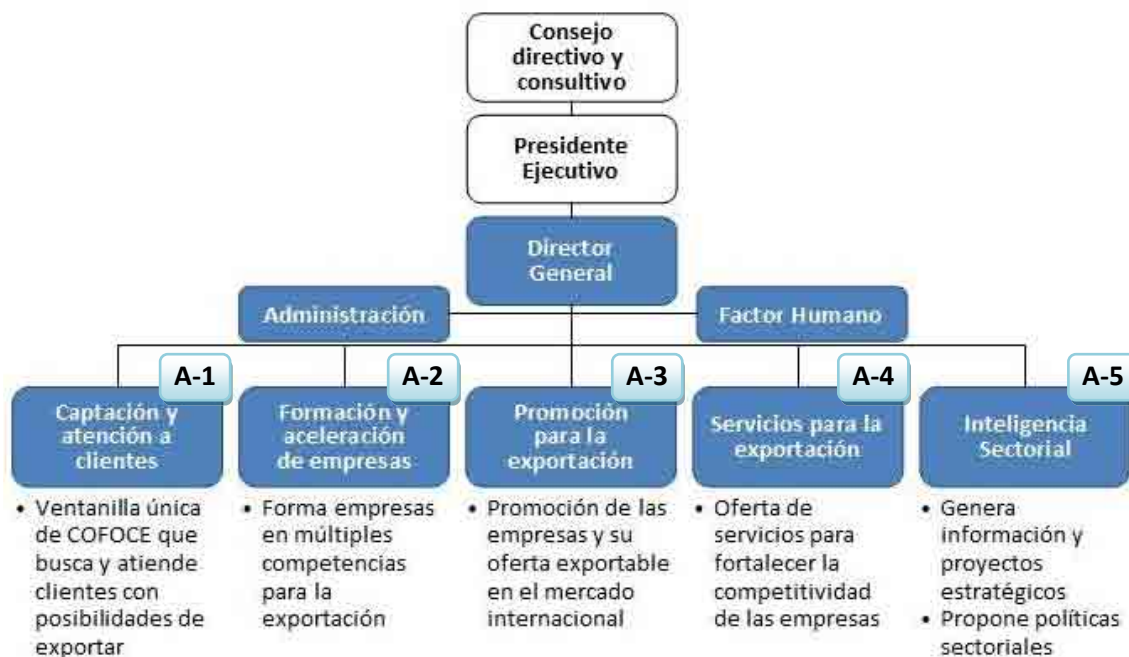 Consejo
directivo y
consultivo
Presidente
Ejecutivo
Director
General
Administración
Factor Humano
A-1
Captación y
atención a
clientes
• Ventanilla única
de COFOCE que
busca y atiende
clientes con
posibilidades de
exportar
A-2
Formación y
aceleración
de empresas
• Forma empresas
en múltiples
competencias
para la
exportación
A-3
Promoción
para la
exportación
• Promoción de las
empresas y su
oferta exportable
en el mercado
internacional
A-4
Servicios para la
exportación
• Oferta de
servicios para
fortalecer la
competitividad
de las empresas
A-5
Inteligencia
Sectorial
• Genera
información y
proyectos
estratégicos
• Propone políticas
sectoriales